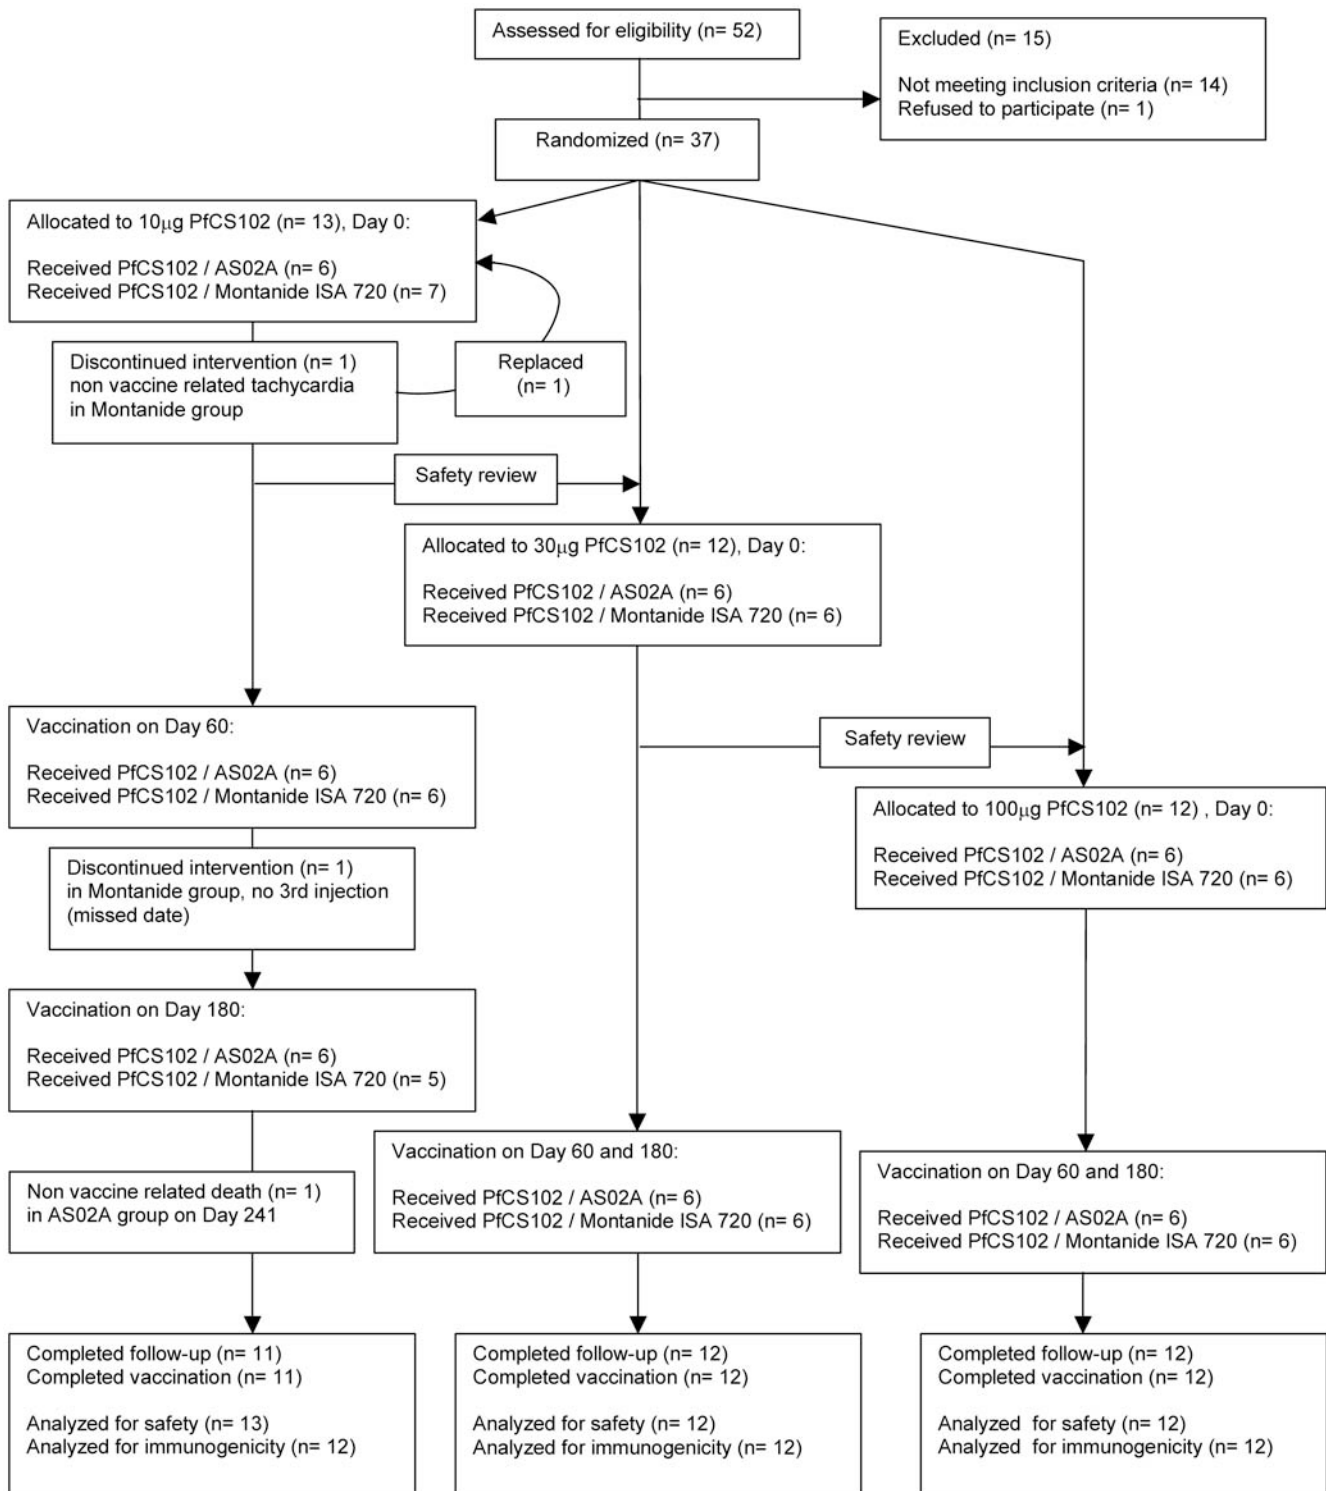 Assessed for eligibility (n= 52)
Excluded (n= 15)
Not meeting inclusion criteria (n= 14)
Refused to participate (n= 1)
Randomized (n= 37)
Allocated to 10μg PfCS102 (n= 13), Day 0:
Received PfCS102 / AS02A (n= 6)
Received PfCS102 / Montanide ISA 720 (n= 7)
Discontinued intervention (n= 1)
non vaccine related tachycardia
in Montanide group
Replaced
(n= 1)
Safety review
Allocated to 30μg PfCS102 (n= 12), Day 0:
Received PfCS102 / AS02A (n= 6)
Received PfCS102 / Montanide ISA 720 (n= 6)
Vaccination on Day 60:
Received PfCS102 / AS02A (n= 6)
Received PfCS102 / Montanide ISA 720 (n= 6)
Safety review
Allocated to 100μg PfCS102 (n= 12) , Day 0:
Received PfCS102 / AS02A (n= 6)
Received PfCS102 / Montanide ISA 720 (n= 6)
Discontinued intervention (n= 1)
in Montanide group, no 3rd injection
(missed date)
Vaccination on Day 180:
Received PfCS102 / AS02A (n= 6)
Received PfCS102 / Montanide ISA 720 (n= 5)
Non vaccine related death (n= 1)
in AS02A group on Day 241
Vaccination on Day 60 and 180:
Received PfCS102 / AS02A (n= 6)
Received PfCS102 / Montanide ISA 720 (n= 6)
Vaccination on Day 60 and 180:
Received PfCS102 / AS02A (n= 6)
Received PfCS102 / Montanide ISA 720 (n= 6)
Completed follow-up (n= 11)
Completed vaccination (n= 11)
Analyzed for safety (n= 13)
Analyzed for immunogenicity (n= 12)
Completed follow-up (n= 12)
Completed vaccination (n= 12)
Analyzed for safety (n= 12)
Analyzed for immunogenicity (n= 12)
Completed follow-up (n= 12)
Completed vaccination (n= 12)
Analyzed for safety (n= 12)
Analyzed for immunogenicity (n= 12)